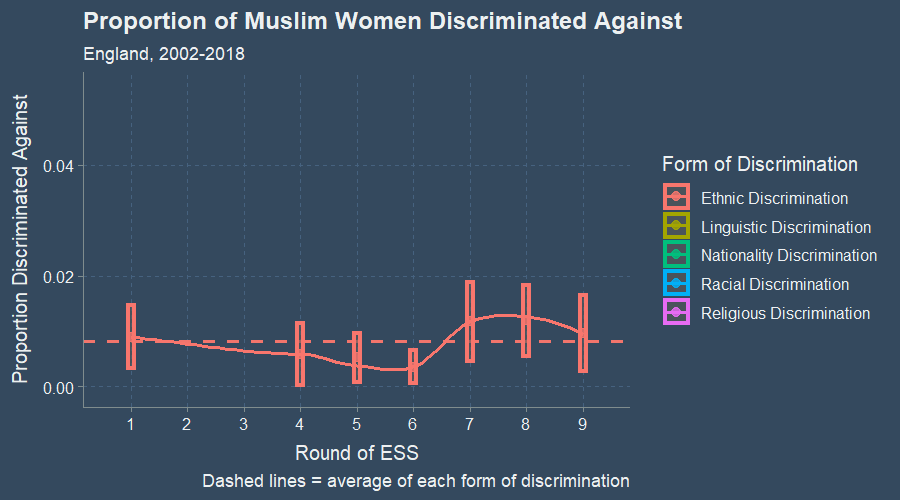 Proportion of Muslim Women Discriminated Against
England, 2002-2018
Proportion Discriminated Against
0.04
0.02
0.00
1 2 3 4 5 6 7 8 9
Round of ESS
Dashed lines = average of each form of discrimination
Form of Discrimination
Ethnic Discrimination
Linguistic Discrimination
Nationality Discrimination
Racial Discrimination
Religious Discrimination